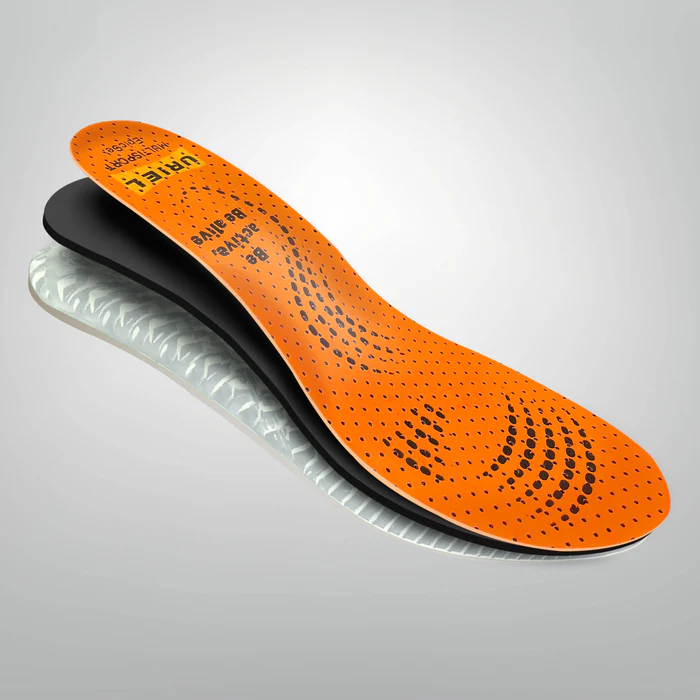 Be
active,
Be alive
URIEL
MULTISPORT